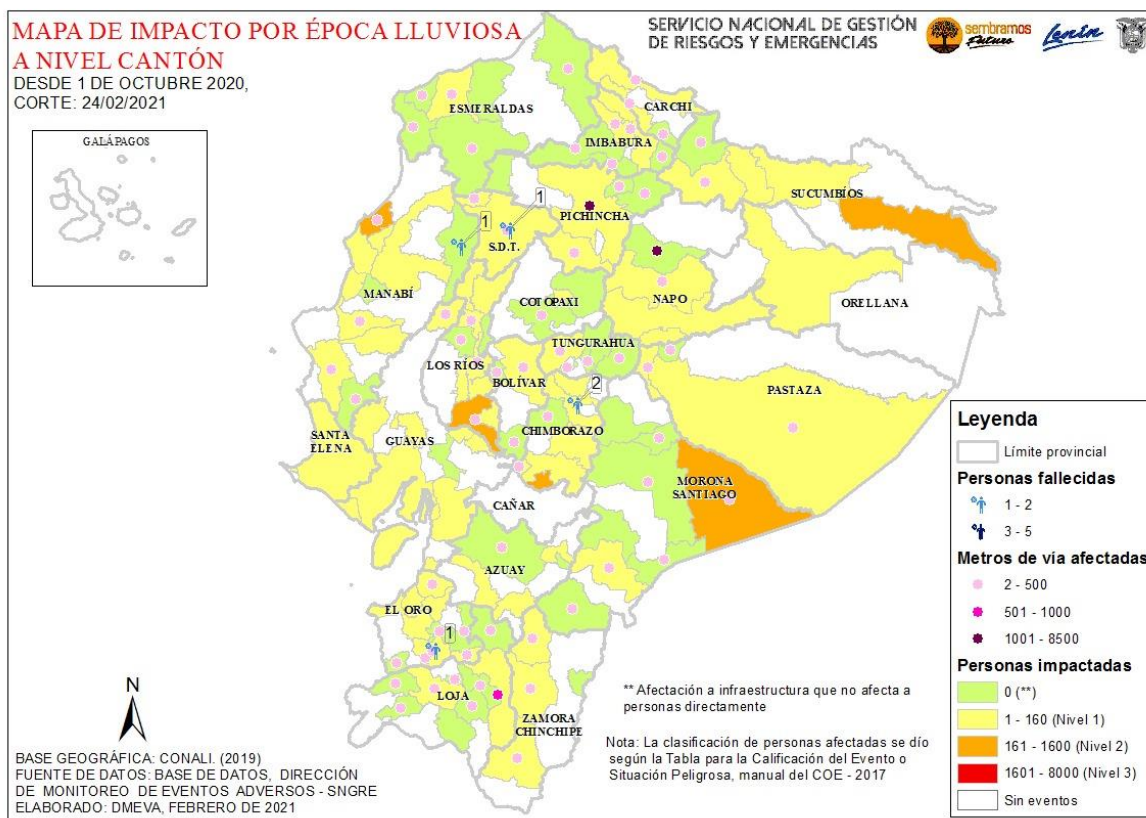 MAPA DE IMPACTO POR ÉPOCA LLUVIOSA
A NIVEL CANTÓN
DESDE 1 DE OCTUBRE 2020,
CORTE: 24/02/2021
SERVICIO NACIONAL DE GESTIÓN
DE RIESGOS Y EMERGENCIAS
sembramos
Futuro
Lenín
GALÁPAGOS
ESMERALDAS
CARCHI
IMBABURA
SUCUMBÍOS
1
1
PICHINCHA
S.D.T.
MANABÍ
COTOPAXI
NAPO
ORELLANA
TUNGURAHUA
LOS RÍOS
BOLÍVAR
2
PASTAZA
SANTA
ELENA
GUAYAS
CHIMBORAZO
MORONA
SANTIAGO
CAÑAR
AZUAY
EL ORO
1
LOJA
ZAMORA
CHINCHIPE
Leyenda
Límite provincial
Personas fallecidas
1 - 2
3 - 5
Metros de vía afectadas
2 - 500
501 - 1000
1001 - 8500
Personas impactadas
0 (**)
1 - 160 (Nivel 1)
161 - 1600 (Nivel 2)
1601 - 8000 (Nivel 3)
Sin eventos
** Afectación a infraestructura que no afecta a
personas directamente
Nota: La clasificación de personas afectadas se dío
según la Tabla para la Calificación del Evento o
Situación Peligrosa, manual del COE - 2017
N
BASE GEOGRÁFICA: CONALI. (2019)
FUENTE DE DATOS: BASE DE DATOS, DIRECCIÓN
DE MONITOREO DE EVENTOS ADVERSOS - SNGRE
ELABORADO: DMEVA, FEBRERO DE 2021